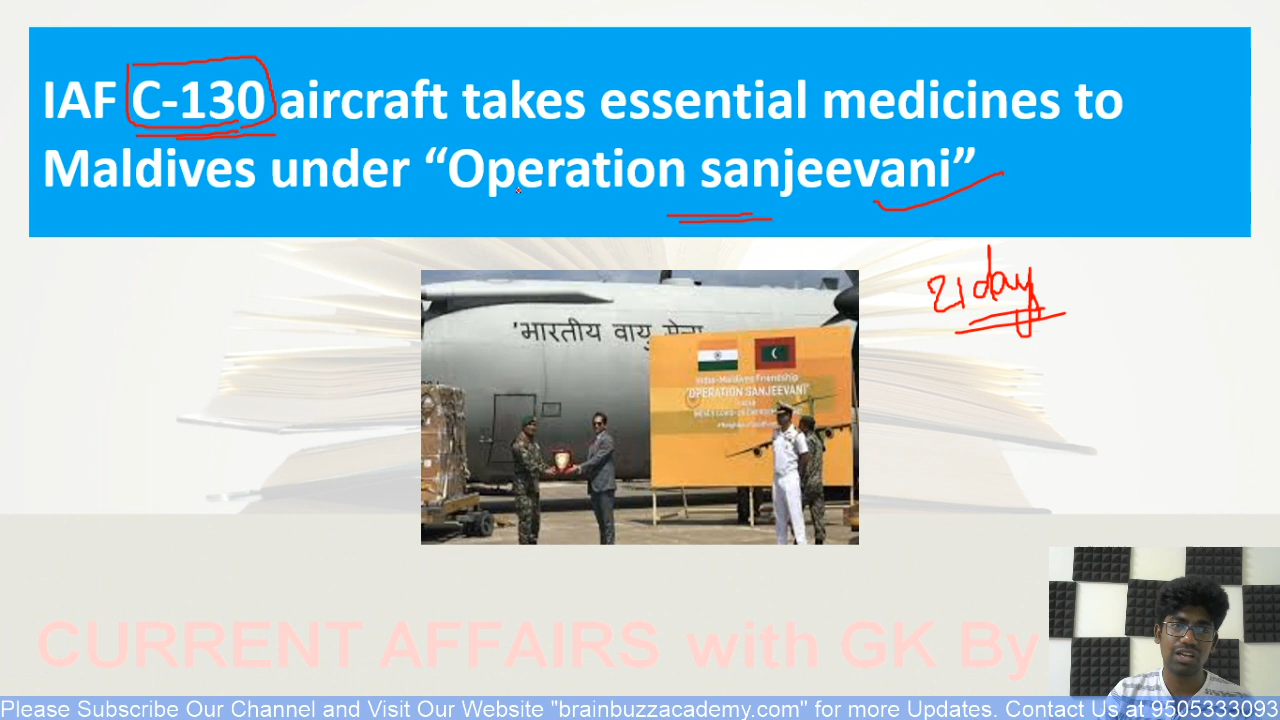 IAF C-130 aircraft takes essential medicines to
Maldives under “Operation sanjeevani”
21 day
'भारतीय वायु सेना
India-Maldives Friendship
'OPERATION SANJEEVANI'
CURRENT AFFAIRS with GK By
Please Subscribe Our Channel and Visit Our Website "brainbuzzacademy.com" for more Updates. Contact Us at 9505333093